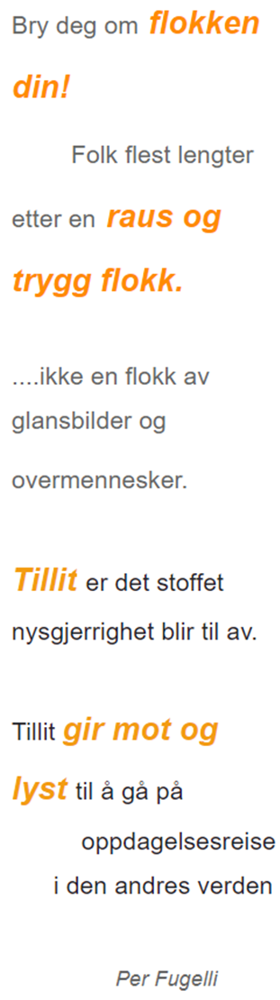 Bry deg om flokken
din!
Folk flest lengter
etter en raus og
trygg flokk.
....ikke en flokk av
glansbilder og
overmennesker.
Tillit er det stoffet
nysgjerrighet blir til av.
Tillit gir mot og
lyst til å gå på
oppdagelsesreise
i den andres verden
Per Fugelli